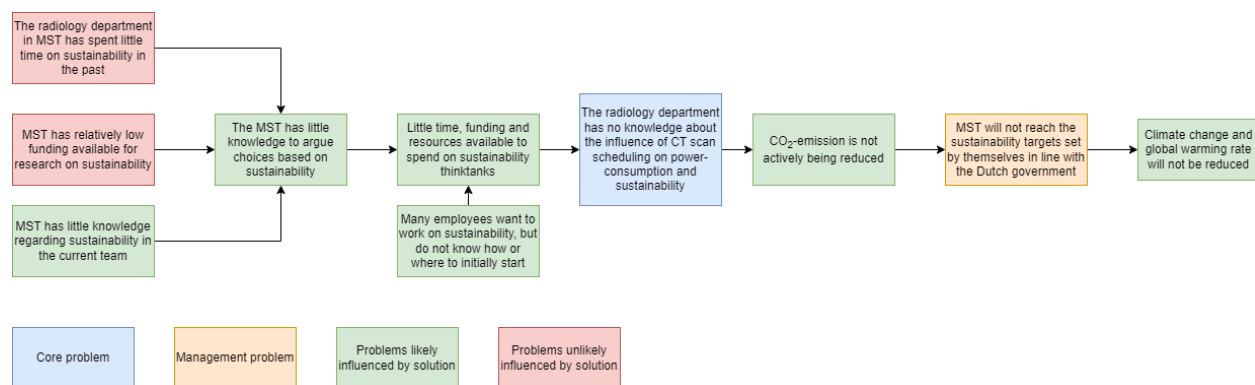 The radiology department
in MST has spent little
time on sustainability in
the past
MST has relatively low
funding available for
research on sustainability
MST has little knowledge
regarding sustainability in
the current team
The MST has little
knowledge to argue
choices based on
sustainability
Little time, funding and
resources available to
spend on sustainability
thinktanks
Many employees want to
work on sustainability, but
do not know how or
where to initially start
The radiology department
has no knowledge about
the influence of CT scan
scheduling on power-
consumption and
sustainability
CO₂-emission is not
actively being reduced
MST will not reach the
sustainability targets set
by themselves in line with
the Dutch government
Climate change and
global warming rate
will not be reduced
Core problem
Management problem
Problems likely
influenced by solution
Problems unlikely
influenced by solution